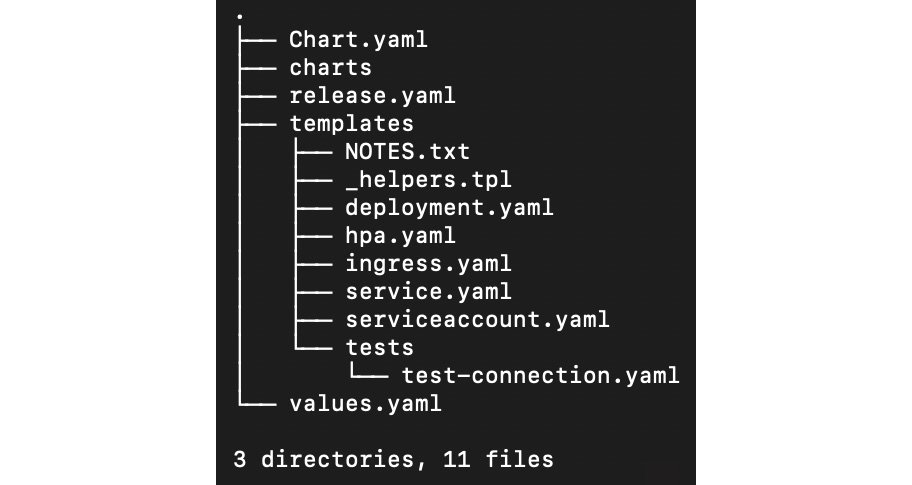 .
├── Chart.yaml
├── charts
├── release.yaml
├── templates
│   ├── NOTES.txt
│   ├── _helpers.tpl
│   ├── deployment.yaml
│   ├── hpa.yaml
│   ├── ingress.yaml
│   ├── service.yaml
│   ├── serviceaccount.yaml
│   └── tests
│       └── test-connection.yaml
└── values.yaml

3 directories, 11 files